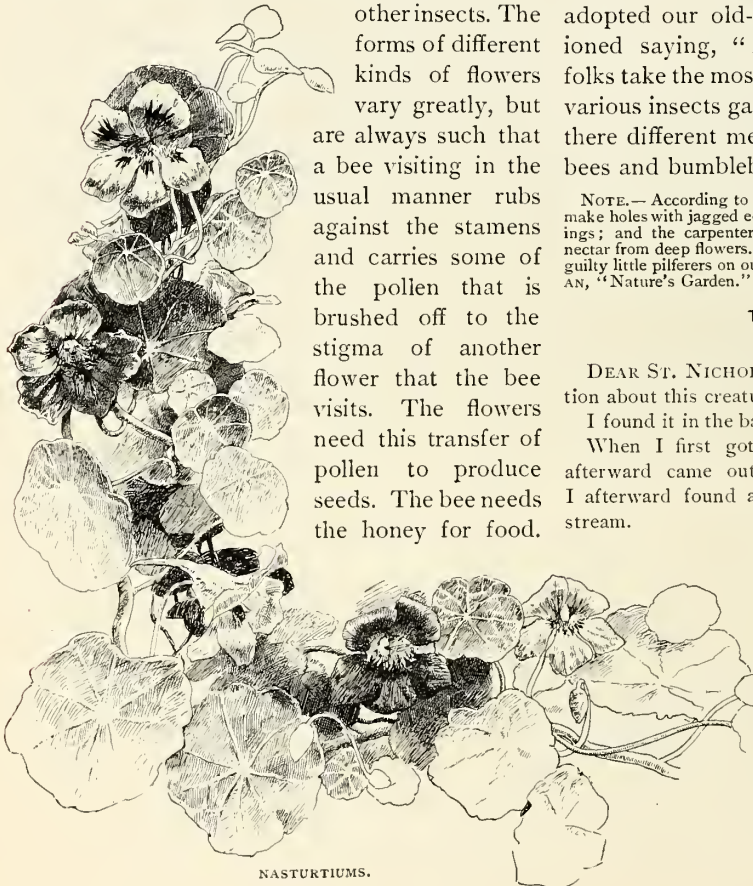 other insects. The
forms of different
kinds of flowers
vary greatly, but
are always such that
a bee visiting in the
usual manner rubs
against the stamens
and carries some of
the pollen that is
brushed off to the
stigma of another
flower that the bee
visits. The flowers
need this transfer of
pollen to produce
seeds. The bee needs
the honey for food.
adopted our old-
ioned saying, "
folks take the mos
various insects ga
there different me
bees and bumbleb
NOTE.— According to
make holes with jagged e
ings; and the carpenter
nectar from deep flowers.
guilty little pilferers on ou
AN, "Nature's Garden."
T
DEAR ST. NICHO
tion about this creatu
I found it in the ba
When I first got
afterward came out
I afterward found a
stream.
NASTURTIUMS.